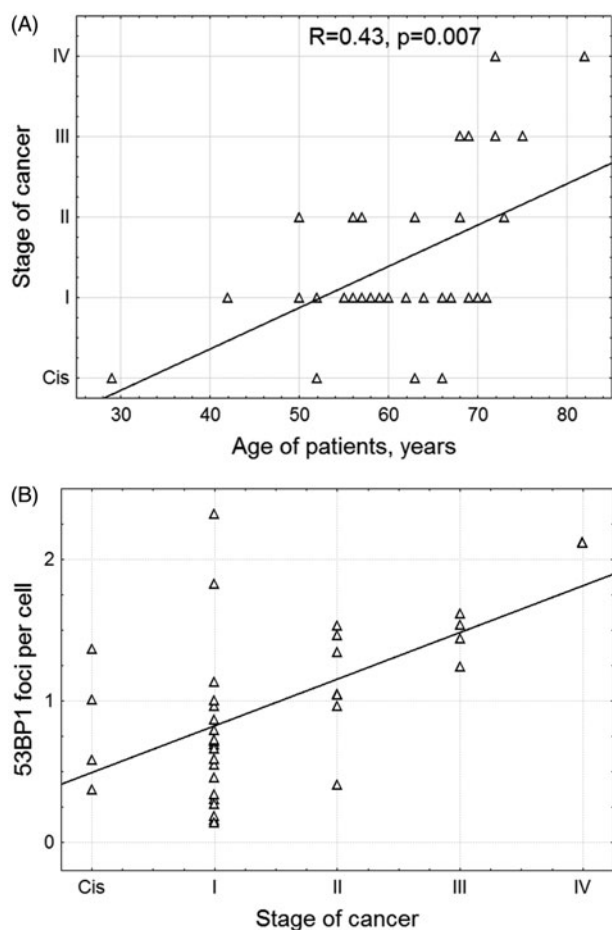 (A)
R=0.43, p=0.007
Stage of cancer
IV
III
II
I
Cis
30 40 50 60 70 80
Age of patients, years
(B)
53BP1 foci per cell
2
1
0
Cis I II III IV
Stage of cancer